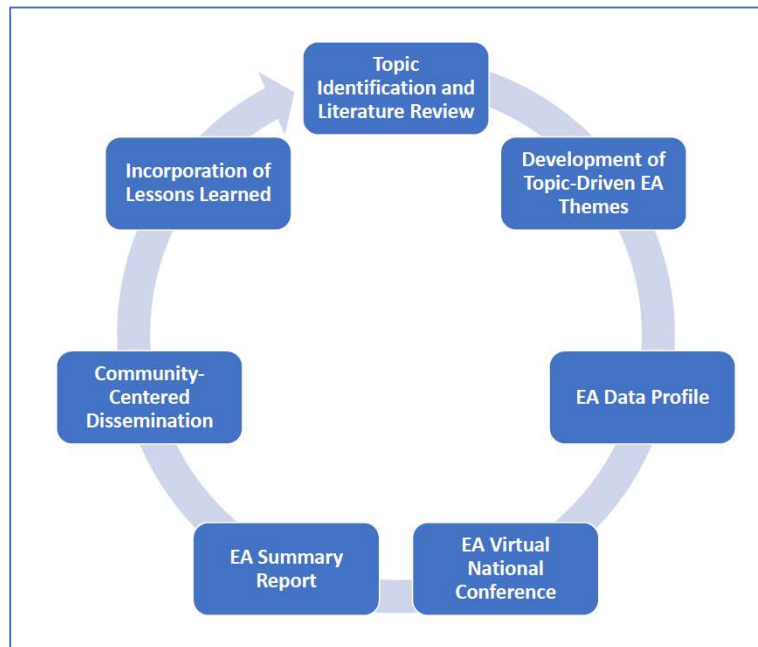 Topic
Identification and
Literature Review
Development of
Topic-Driven EA
Themes
EA Data Profile
EA Virtual
National
Conference
EA Summary
Report
Community-
Centered
Dissemination
Incorporation of
Lessons Learned